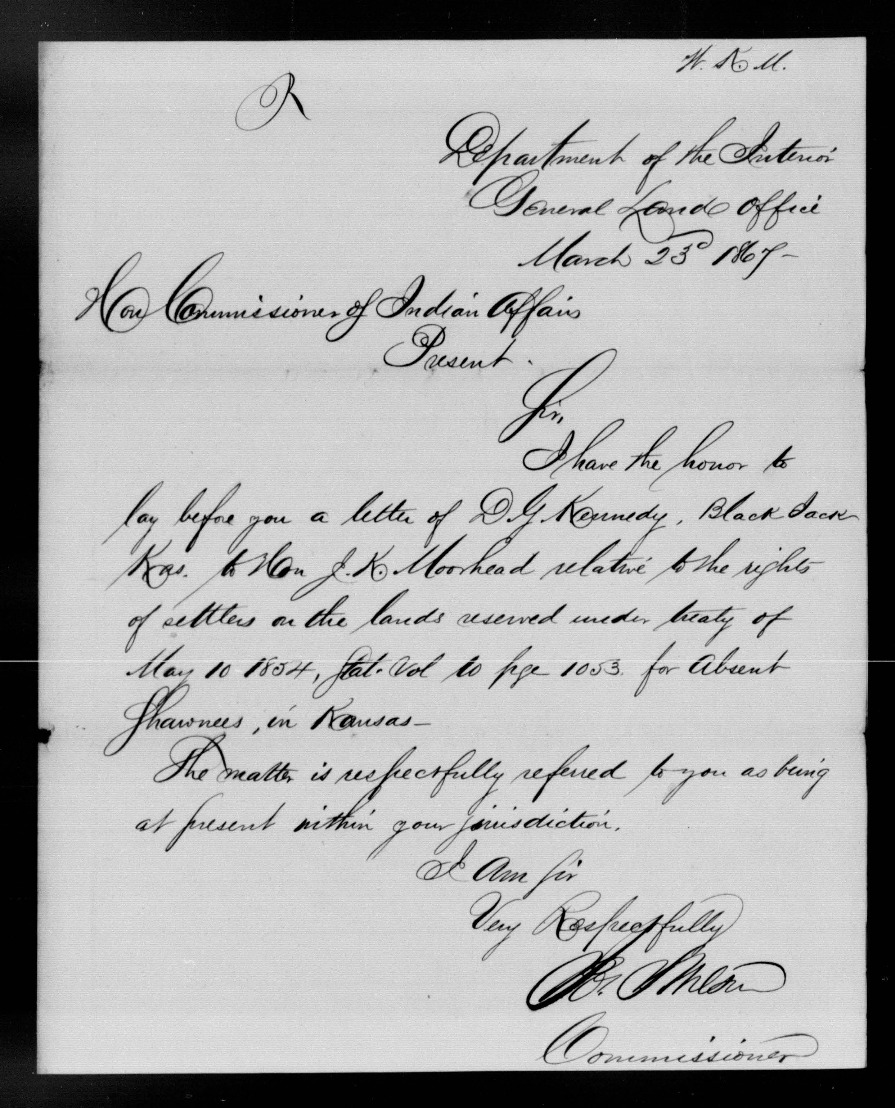 W. K. M.
R
Department of the Interior
General Land Office
March 23d 1867-
Hon Commissioner of Indian Affairs
Present.
Sir,
I have the honor to
lay before you a letter of D. G. Kennedy, Black Jack
Kas. to Hon J. K. Moorhead relative to the rights
of settlers on the lands reserved under treaty of
May 10 1854, Stat. Vol 10 pge 1053. for Absent
Shawnees, in Kansas-
The matter is respectfully referred to you as being
at present within your jurisdiction.
I Am Sir
Very Respectfully
Jos. S Wilson
Commissioner